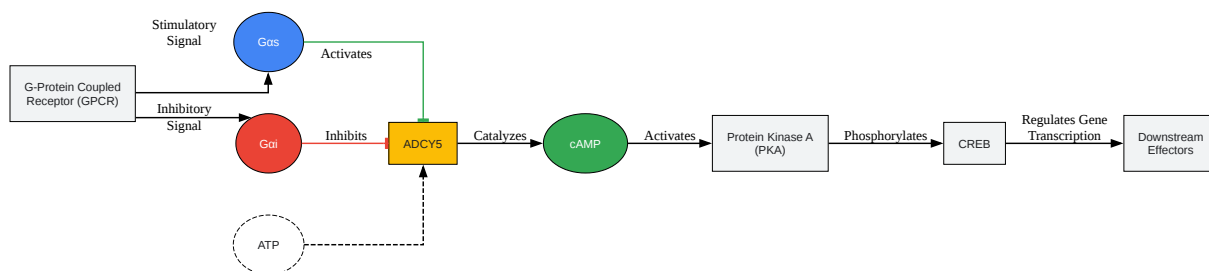 Stimulatory
Signal
Gαs
Activates
G-Protein Coupled
Receptor (GPCR)
Inhibitory
Signal
Gαi
Inhibits
ADCY5
Catalyzes
cAMP
Activates
Protein Kinase A
(PKA)
Phosphorylates
CREB
Regulates Gene
Transcription
Downstream
Effectors
ATP